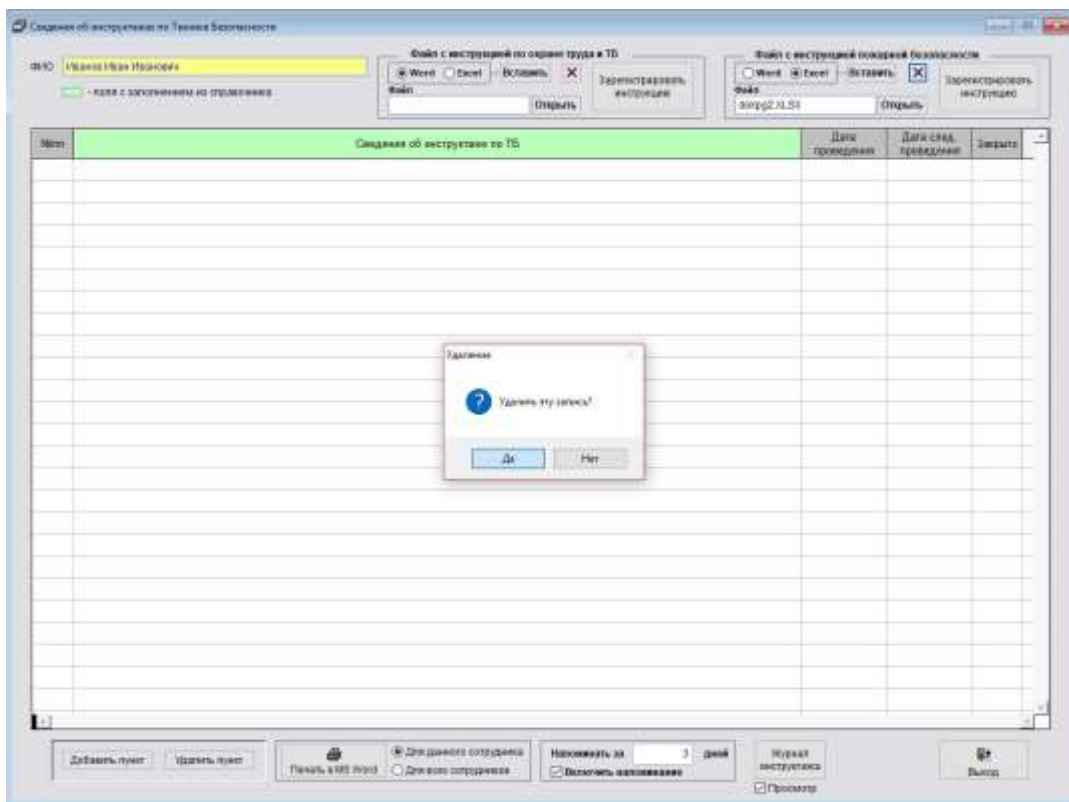 Сведения об инструктажах по Технике Безопасности
ФИО Иванов Иван Иванович
- поля с заполнением из справочника
Файл с инструкцией по охране труда и ТБ
Word Excel Вставить X
Файл
Открыть
Зарегистрировать
инструкцию
Файл с инструкцией пожарной безопасности
Word Excel Вставить X
Файл
Открыть
Зарегистрировать
инструкцию
№пп Сведения об инструктаже по ТБ Дата проведения Дата след. проведения Закрыто
Удаление
Удалить эту запись?
Да Нет
Добавить пункт Удалить пункт
Печать в MS Word
Для данного сотрудника
Для всех сотрудников
Напоминать за 3 дней
Включить напоминание
Журнал
инструктажа
Просмотр
Выход